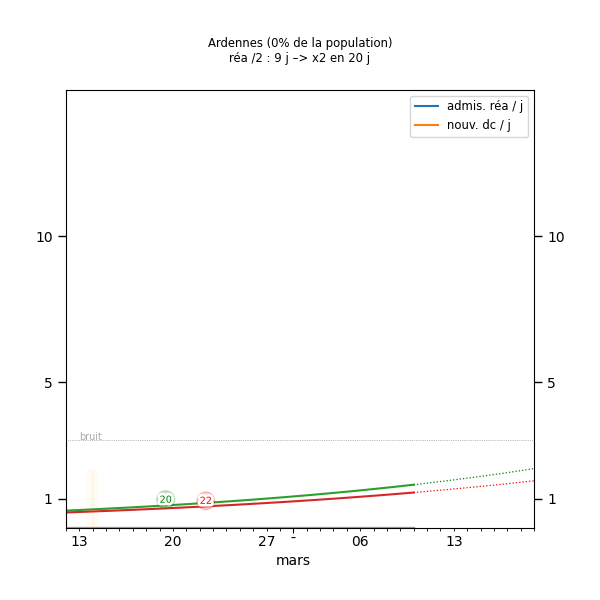 Ardennes (0% de la population)
réa /2 : 9 j –> x2 en 20 j
admis. réa / j
nouv. dc / j
10
10
5
5
bruit
20
22
1
1
13
20
27
-
06
13
mars